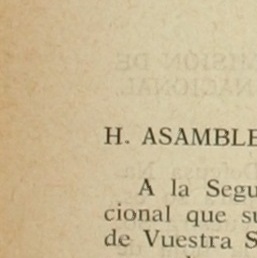 H. ASAMBLE
A la Segu
cional que su
de Vuestra S